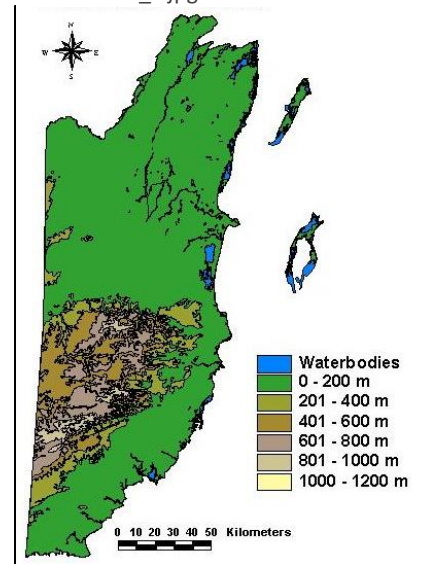 N
W E
S
Waterbodies
0 - 200 m
201 - 400 m
401 - 600 m
601 - 800 m
801 - 1000 m
1000 - 1200 m
0 10 20 30 40 50 Kilometers